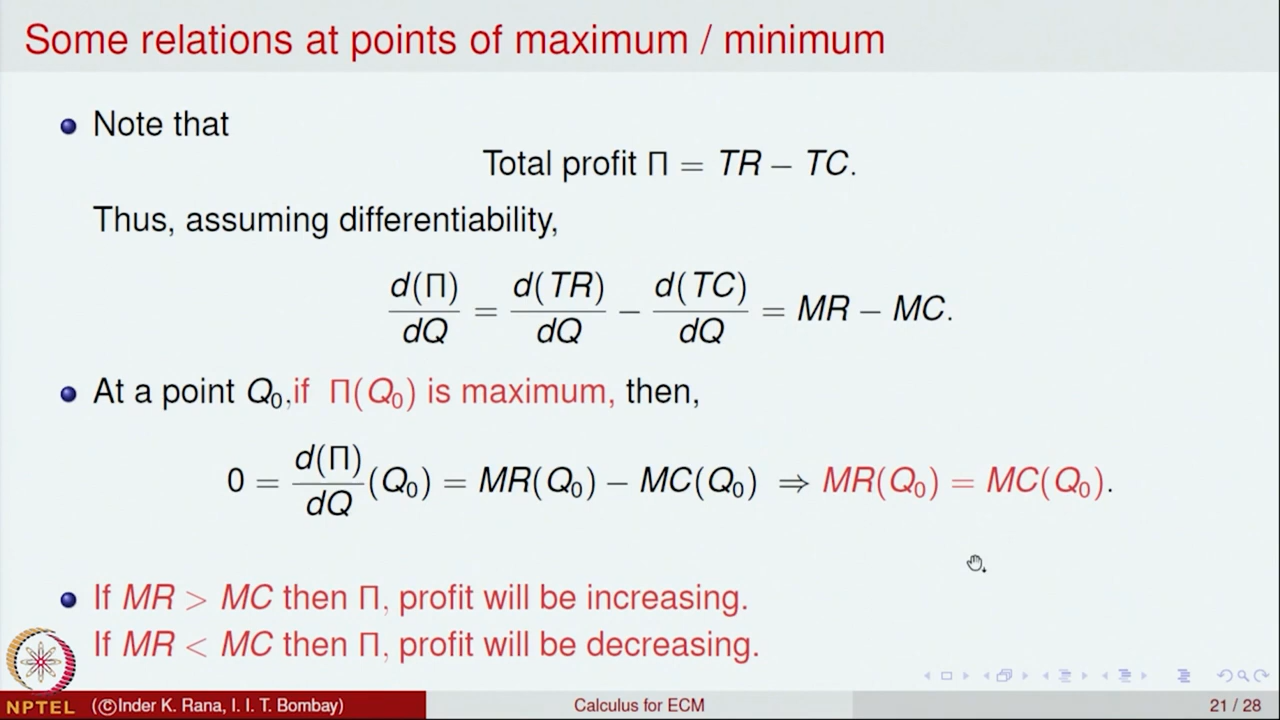 Some relations at points of maximum / minimum
Note that
Total profit Π = TR − TC.
Thus, assuming differentiability,
d(Π)/dQ = d(TR)/dQ − d(TC)/dQ = MR − MC.
At a point Q₀,if Π(Q₀) is maximum, then,
0 = d(Π)/dQ (Q₀) = MR(Q₀) − MC(Q₀) ⇒ MR(Q₀) = MC(Q₀).
If MR > MC then Π, profit will be increasing.
If MR < MC then Π, profit will be decreasing.
NPTEL (©Inder K. Rana, I. I. T. Bombay) Calculus for ECM 21 / 28